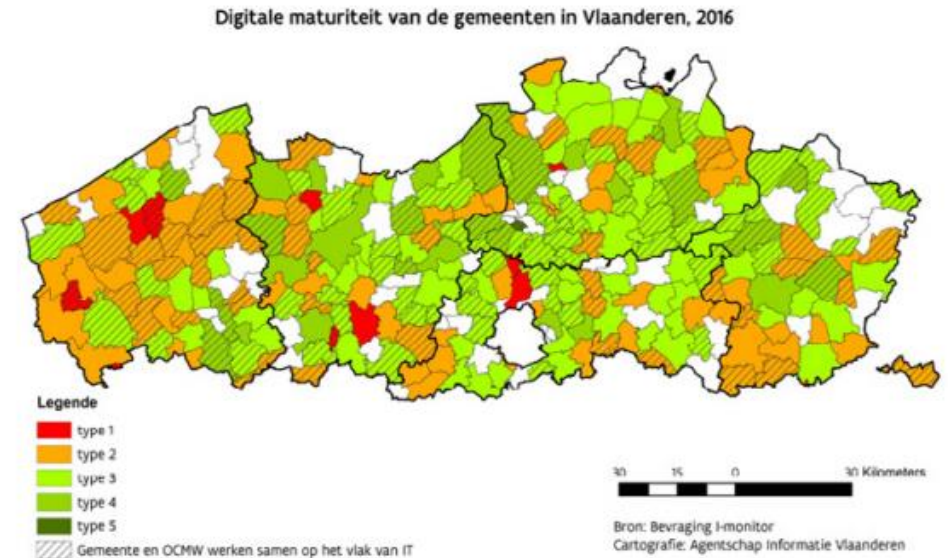 Digitale maturiteit van de gemeenten in Vlaanderen, 2016
Legende
type 1
type 2
type 3
type 4
type 5
Gemeente en OCMW werken samen op het vlak van IT
30 15 0 30 Kilometers
Bron: Bevraging I-monitor
Cartografie: Agentschap Informatie Vlaanderen